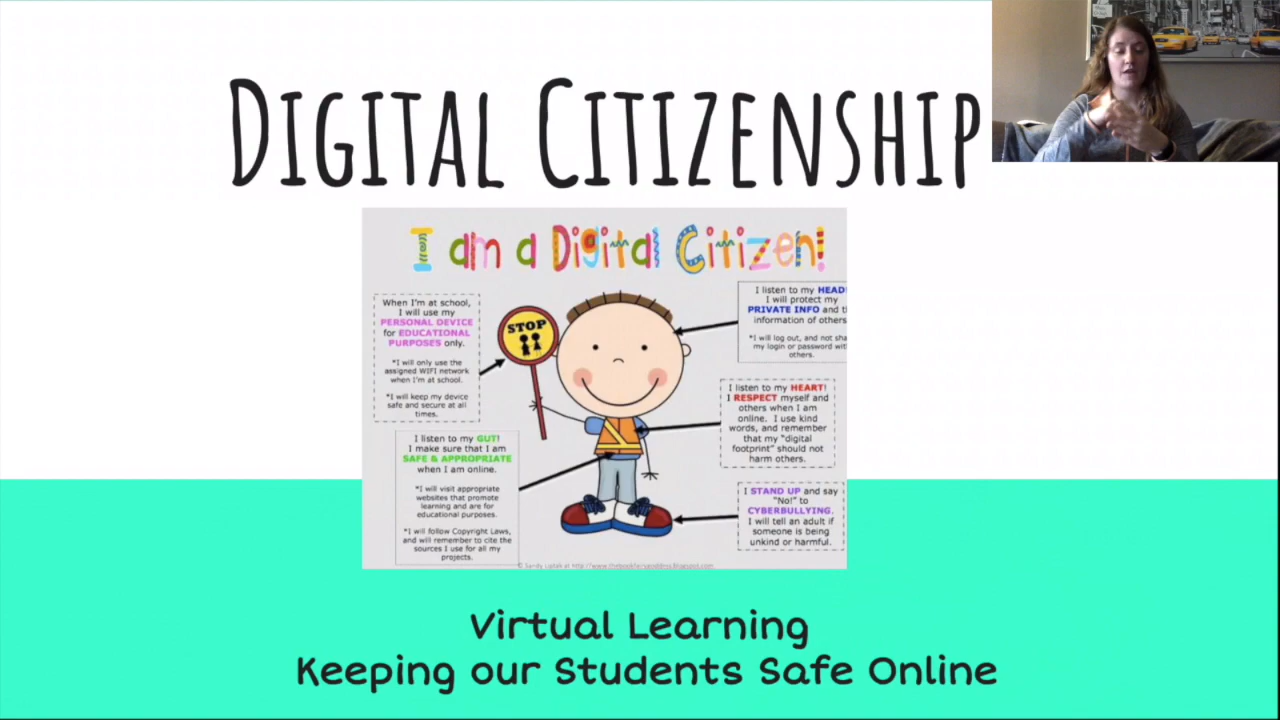 DIGITAL CITIZENSHIP
I am a Digital Citizen!
When I'm at school,
I will use my
PERSONAL DEVICE
for EDUCATIONAL
PURPOSES only.
*I will only use the
assigned WIFI network
when I'm at school.
*I will keep my device
safe and secure at all
times.
STOP
I listen to my HEAD!
I will protect my
PRIVATE INFO and
information of others
*I will log out, and not
my login or password
others.
I listen to my HEART!
I RESPECT myself and
others when I am
online. I use kind
words, and remember
that my "digital
footprint" should not
harm others.
I listen to my GUT!
I make sure that I am
SAFE & APPROPRIATE
when I am online.
*I will visit appropriate
websites that promote
learning and are for
educational purposes.
*I will follow Copyright Laws,
and will remember to cite the
sources I use for all my
projects.
I STAND UP and say
"No!" to
CYBERBULLYING.
I will tell an adult if
someone is being
unkind or harmful.
Virtual Learning
Keeping our Students Safe Online